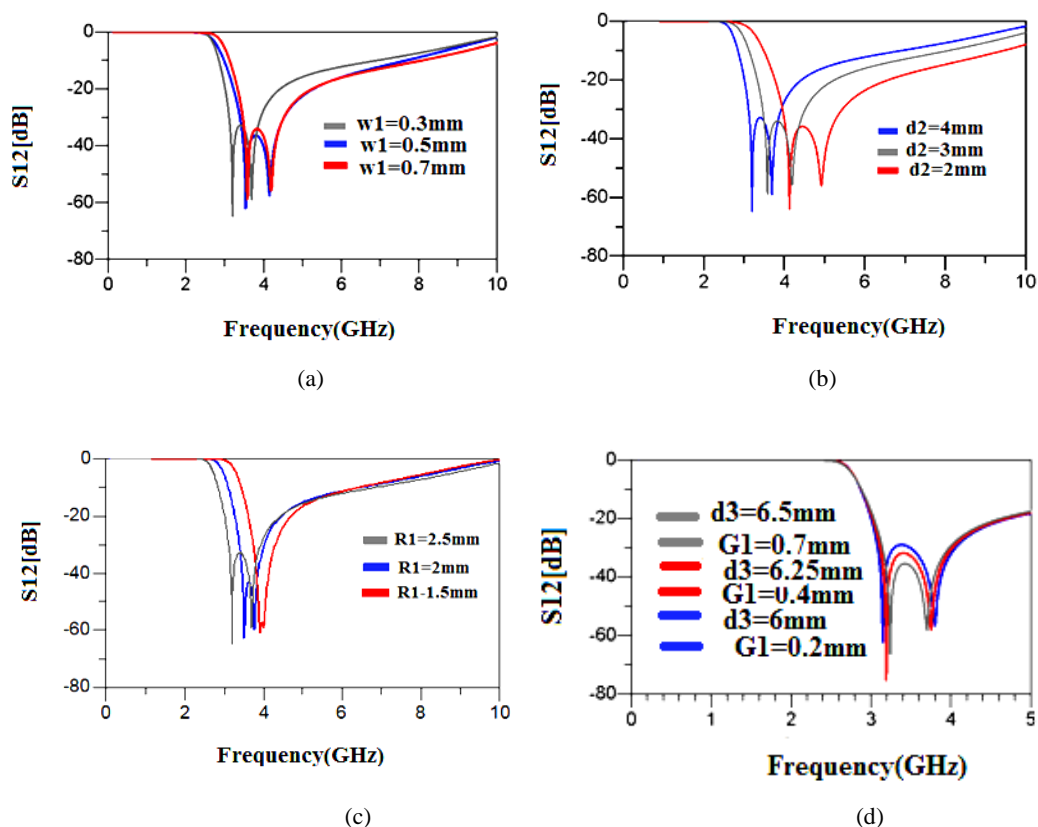 0
-20
-40
-60
-80
S12[dB]
w1=0.3mm
w1=0.5mm
w1=0.7mm
0 2 4 6 8 10
Frequency(GHz)
(a)
0
-20
-40
-60
-80
S12[dB]
d2=4mm
d2=3mm
d2=2mm
0 2 4 6 8 10
Frequency(GHz)
(b)
0
-20
-40
-60
-80
S12[dB]
R1=2.5mm
R1=2mm
R1-1.5mm
0 2 4 6 8 10
Frequency(GHz)
(c)
0
-20
-40
-60
-80
S12[dB]
d3=6.5mm
G1=0.7mm
d3=6.25mm
G1=0.4mm
d3=6mm
G1=0.2mm
0 1 2 3 4 5
Frequency(GHz)
(d)